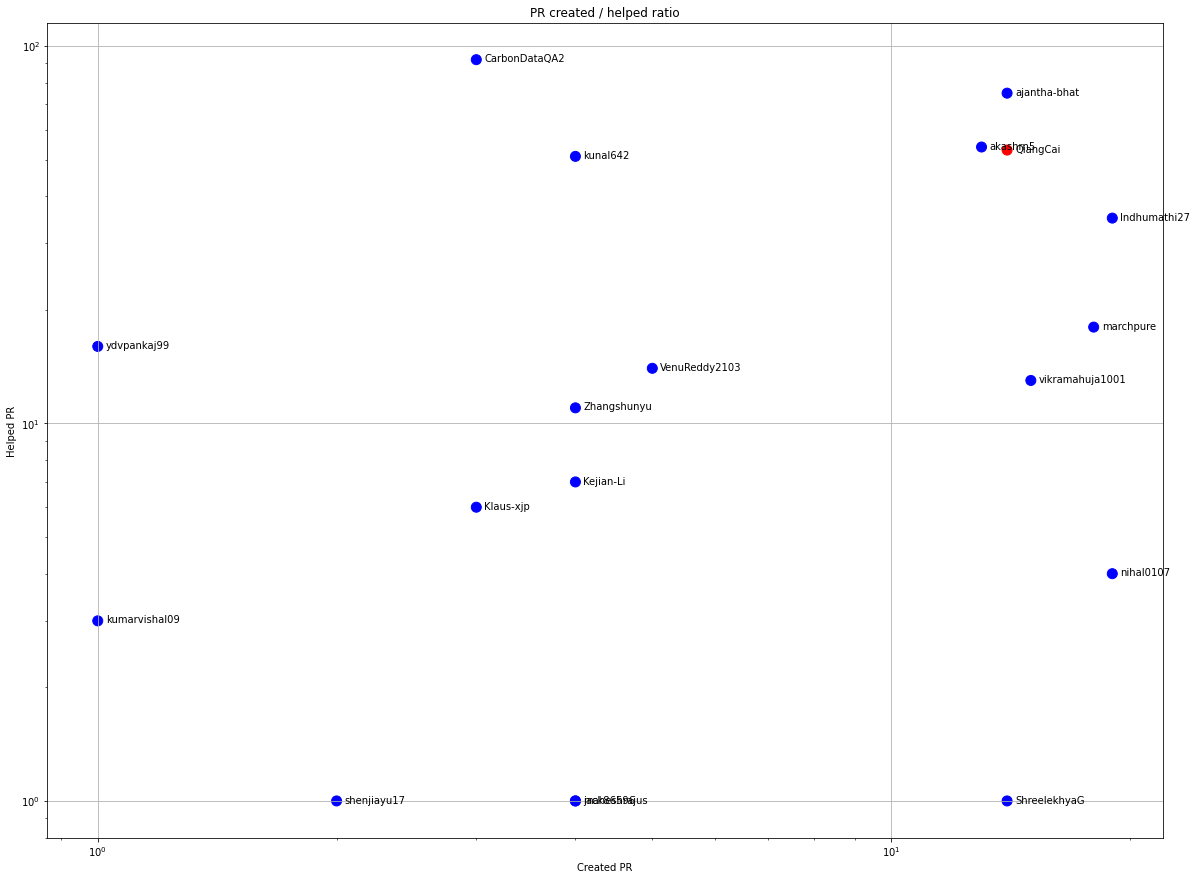 PR created / helped ratio
10²
CarbonDataQA2
ajantha-bhat
akashrn5
QiangCai
kunal642
Indhumathi27
marchpure
ydvpankaj99
VenuReddy2103
vikramahuja1001
Zhangshunyu
10¹
Helped PR
Kejian-Li
Klaus-xjp
nihal0107
kumarvishal09
10⁰
shenjiayu17
ShreelekhyaG
10⁰
10¹
Created PR